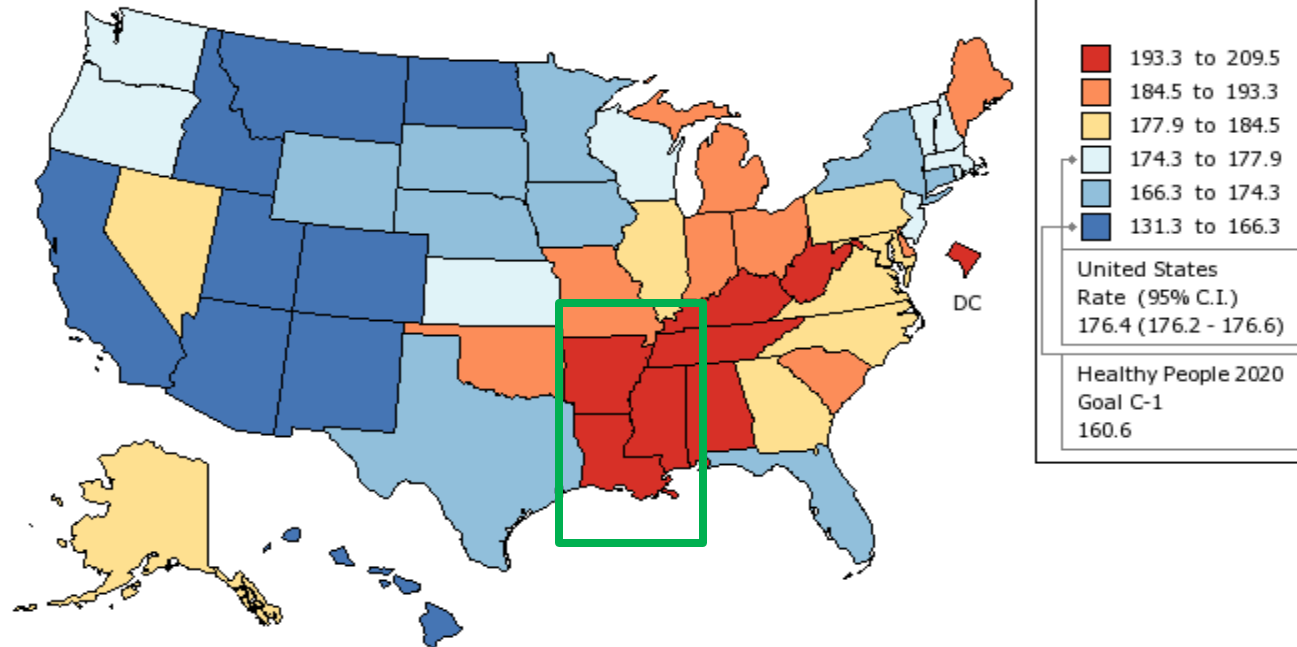 193.3 to 209.5
184.5 to 193.3
177.9 to 184.5
174.3 to 177.9
166.3 to 174.3
131.3 to 166.3
United States
Rate (95% C.I.)
176.4 (176.2 - 176.6)
Healthy People 2020
Goal C-1
160.6
DC